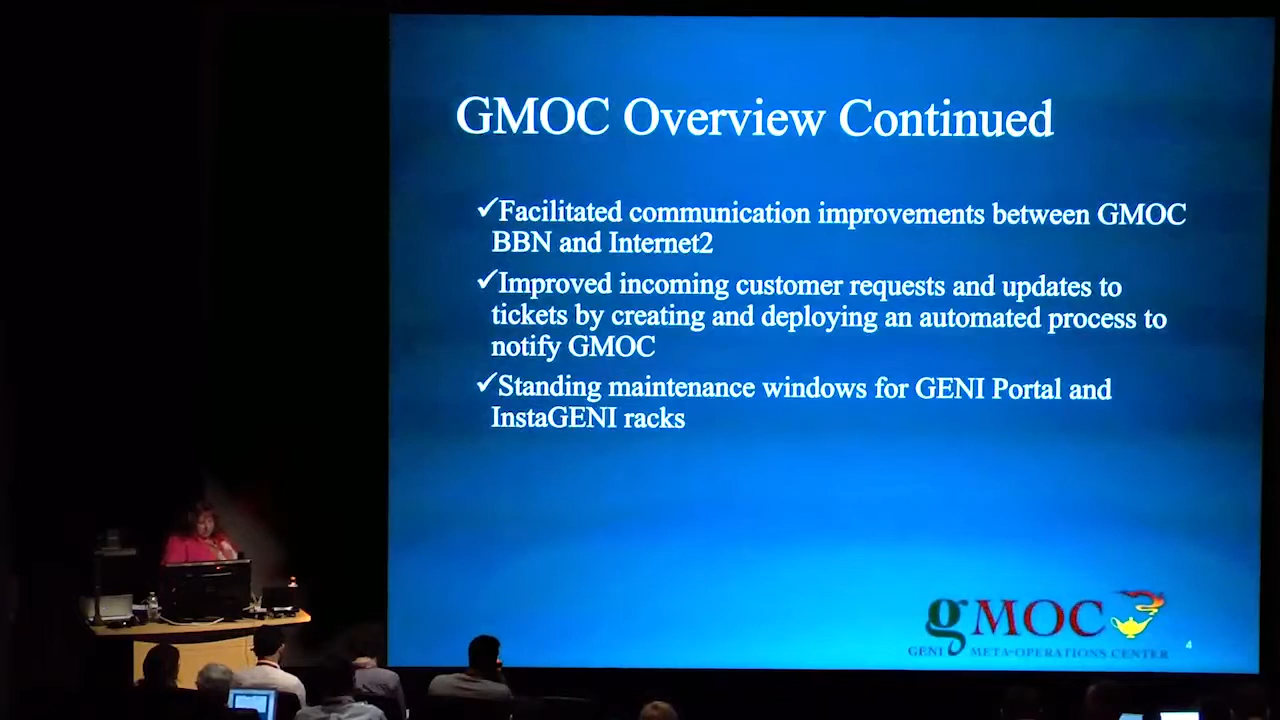 GMOC Overview Continued
✓Facilitated communication improvements between GMOC
BBN and Internet2
✓Improved incoming customer requests and updates to
tickets by creating and deploying an automated process to
notify GMOC
✓Standing maintenance windows for GENI Portal and
InstaGENI racks
gMOC
GENI META-OPERATIONS CENTER
4